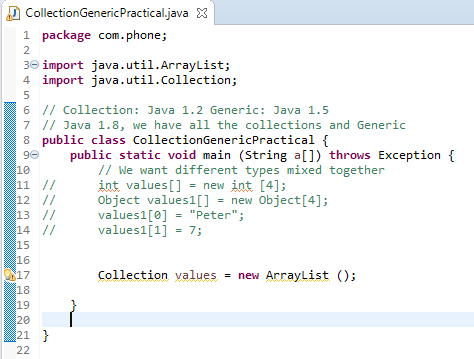 CollectionGenericPractical.java
1 package com.phone;
2
3 import java.util.ArrayList;
4 import java.util.Collection;
5
6 // Collection: Java 1.2 Generic: Java 1.5
7 // Java 1.8, we have all the collections and Generic
8 public class CollectionGenericPractical {
9     public static void main (String a[]) throws Exception {
10         // We want different types mixed together
11 //      int values[] = new int [4];
12 //      Object values1[] = new Object[4];
13 //      values1[0] = "Peter";
14 //      values1[1] = 7;
15
16
17         Collection values = new ArrayList ();
18
19     }
20
21 }
22